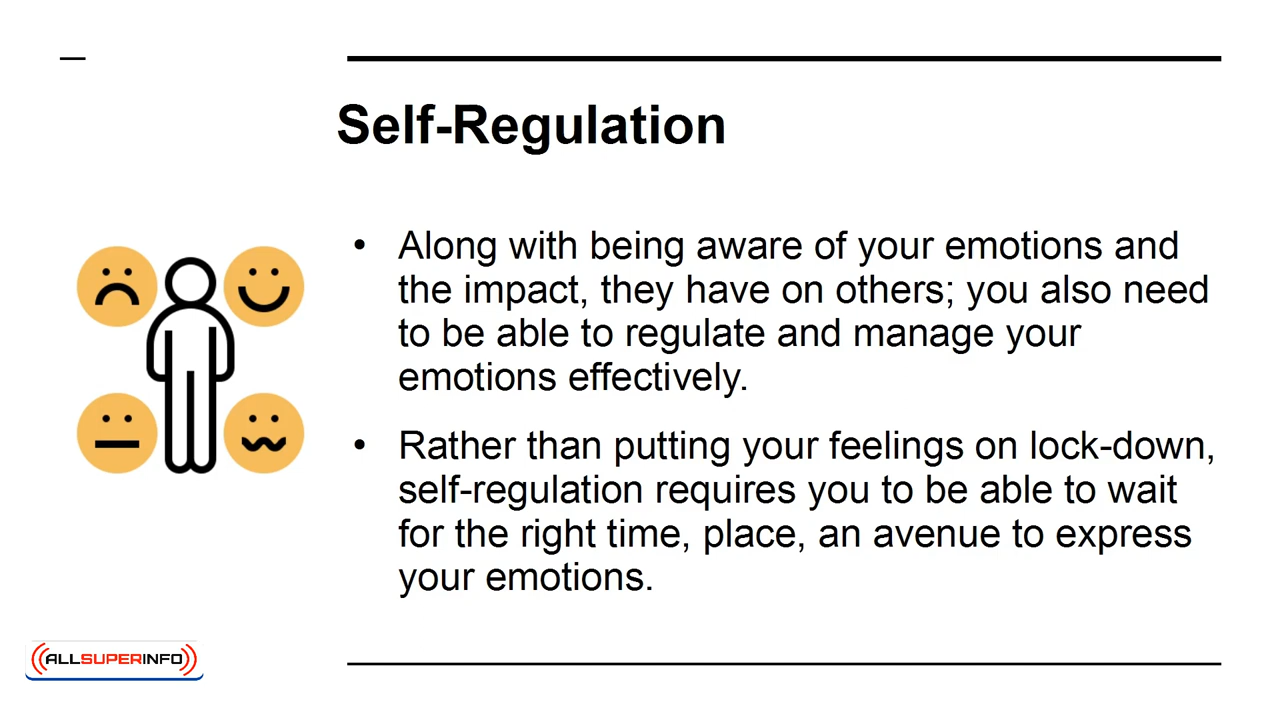 Self-Regulation
• Along with being aware of your emotions and
the impact, they have on others; you also need
to be able to regulate and manage your
emotions effectively.
• Rather than putting your feelings on lock-down,
self-regulation requires you to be able to wait
for the right time, place, an avenue to express
your emotions.
ALLSUPERINFO